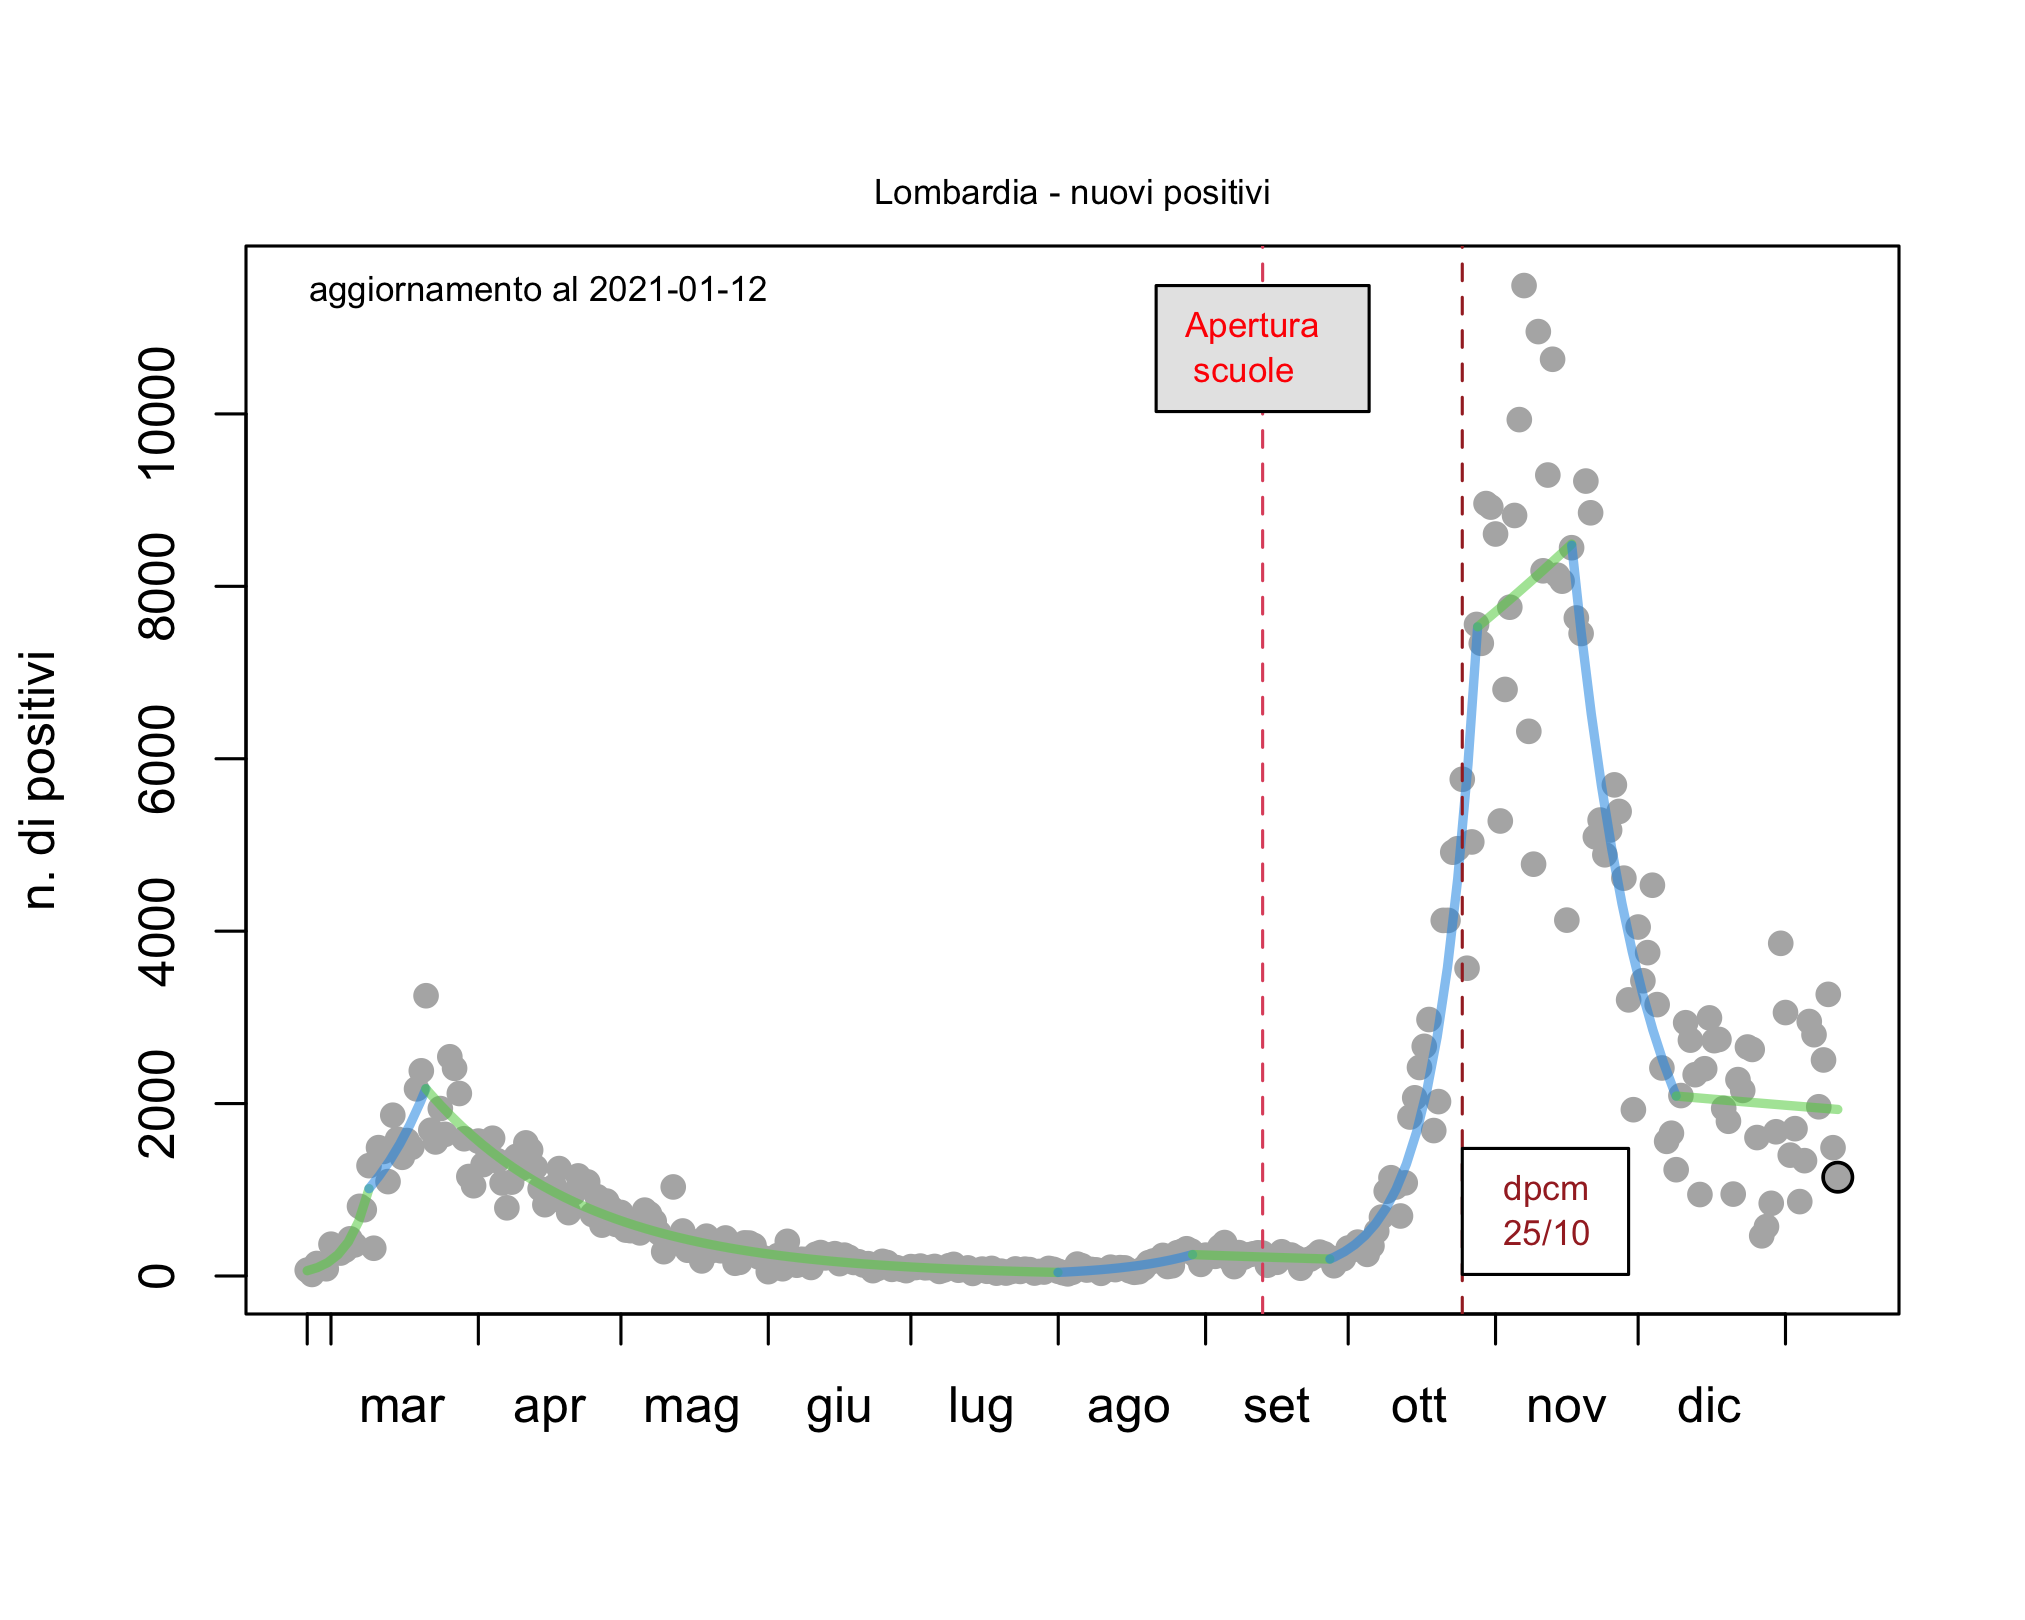 Lombardia - nuovi positivi
aggiornamento al 2021-01-12
Apertura
scuole
n. di positivi
10000
8000
6000
4000
2000
0
dpcm
25/10
mar apr mag giu lug ago set ott nov dic